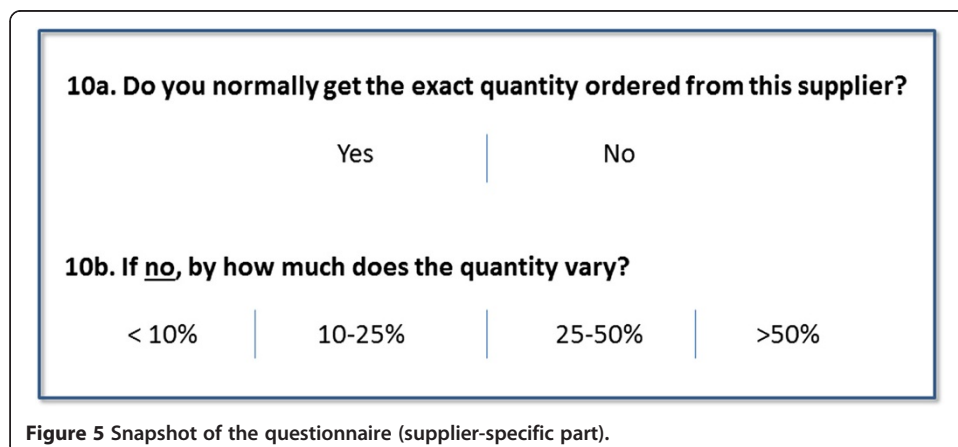 10a. Do you normally get the exact quantity ordered from this supplier?
Yes No
10b. If no, by how much does the quantity vary?
< 10% 10-25% 25-50% >50%
Figure 5 Snapshot of the questionnaire (supplier-specific part).